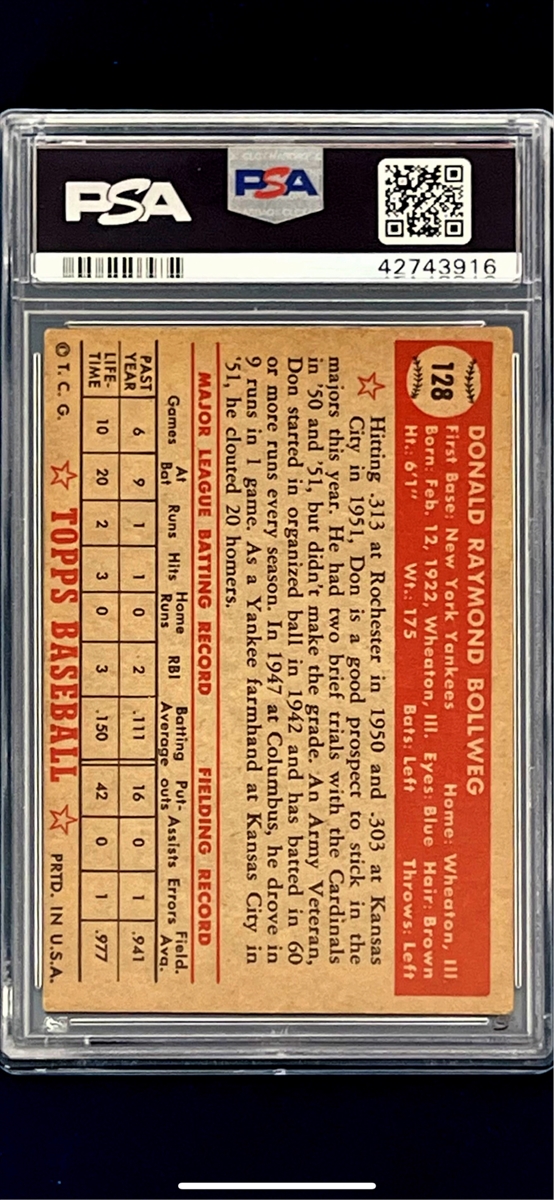 PSA
PSA
42743916
128
DONALD RAYMOND BOLLWEG
First Base: New York Yankees Home: Wheaton, Ill.
Born: Feb. 12, 1922, Wheaton, Ill. Eyes: Blue Hair: Brown
Ht.: 6'1" Wt.: 175 Bats: Left Throws: Left
Hitting .313 at Rochester in 1950 and .303 at Kansas
City in 1951, Don is a good prospect to stick in the
majors this year. He had two brief trials with the Cardinals
in '50 and '51, but didn't make the grade. An Army Veteran,
Don started in organized ball in 1942 and has batted in 60
or more runs every season. In 1947 at Columbus, he drove in
9 runs in 1 game. As a Yankee farmhand at Kansas City in
'51, he clouted 20 homers.
MAJOR LEAGUE BATTING RECORD FIELDING RECORD
Games At Bat Runs Hits Home Runs RBI Batting Average Put-outs Assists Errors Field. Avg.
PAST YEAR 6 9 1 1 0 2 .111 16 0 1 .941
LIFE-TIME 10 20 2 3 0 3 .150 42 0 1 .977
© T. C. G. ☆ TOPPS BASEBALL ☆ PRTD. IN U.S.A.